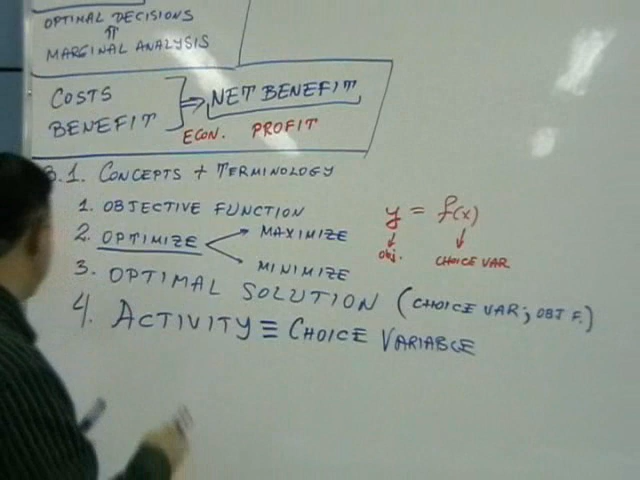 OPTIMAL DECISIONS
⇑
MARGINAL ANALYSIS
COSTS
BENEFIT
⇒ NET BENEFIT
ECON. PROFIT
3.1. CONCEPTS + TERMINOLOGY
1. OBJECTIVE FUNCTION
2. OPTIMIZE
MAXIMIZE
MINIMIZE
y = f(x)
↓ ↓
obj. CHOICE VAR
3. OPTIMAL SOLUTION (CHOICE VAR; OBJ F.)
4. ACTIVITY ≡ CHOICE VARIABLE